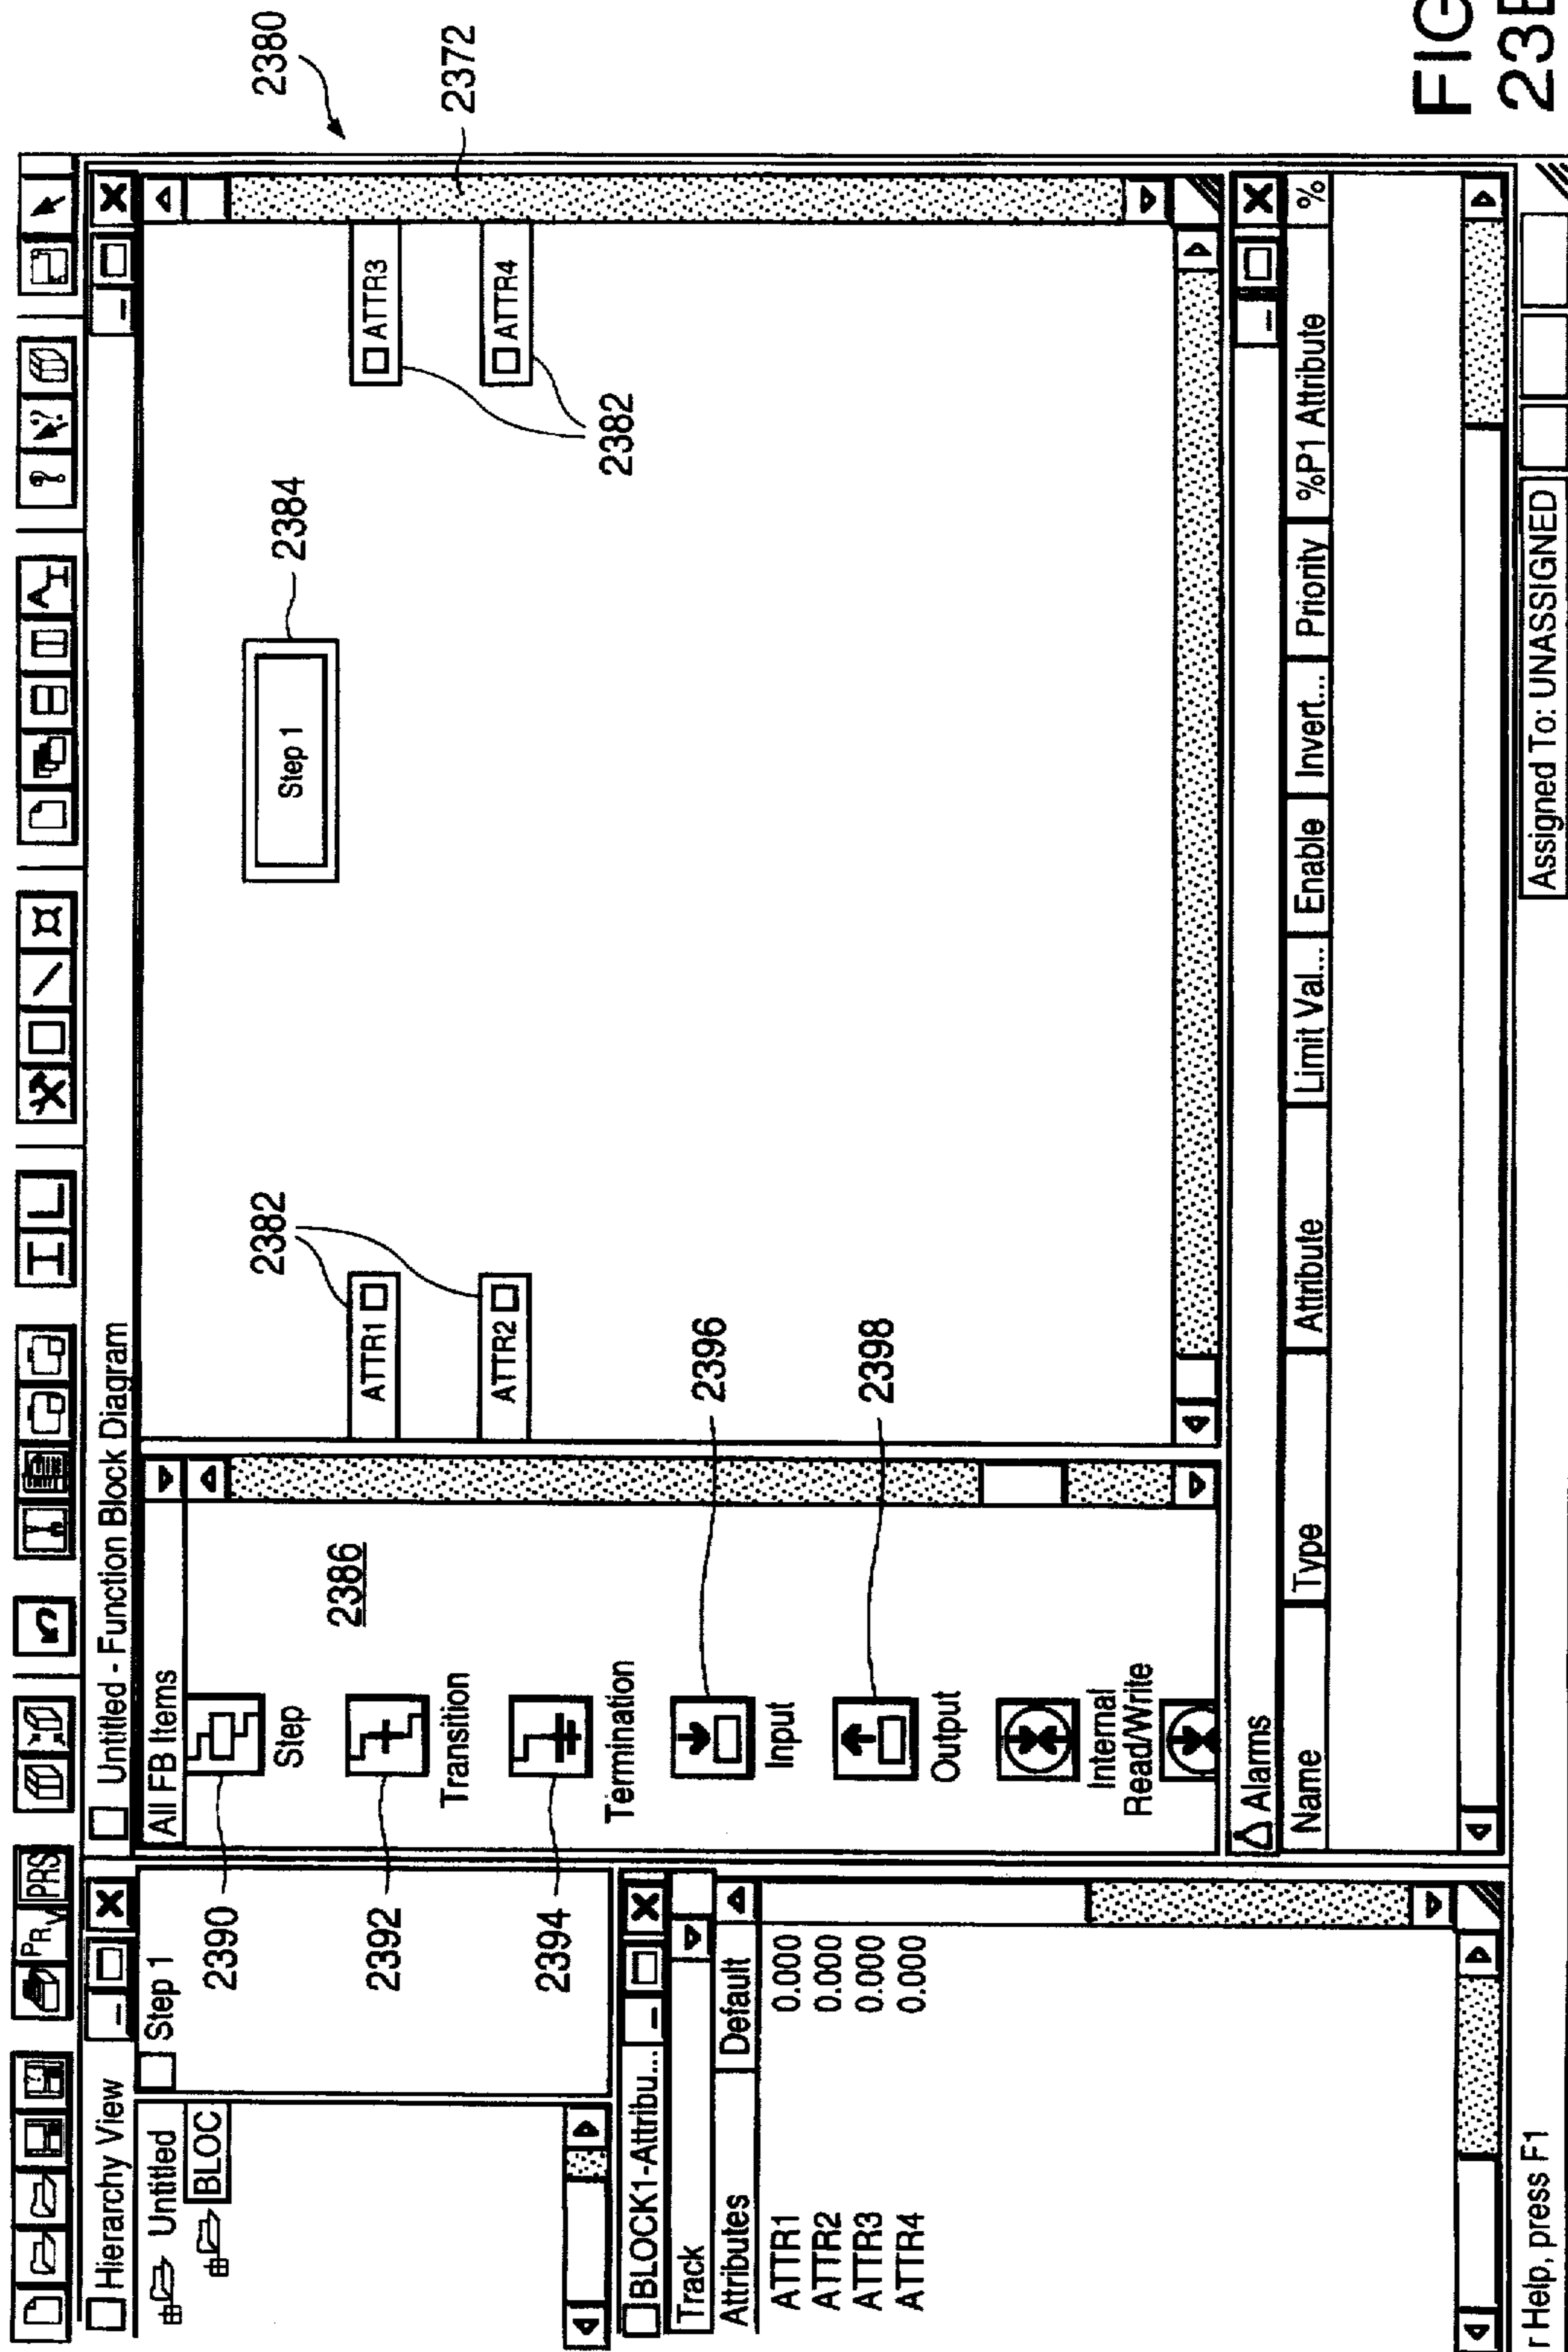 PRV PRS
I L
?
?
A
Hierarchy View
Untitled
BLOC
Step 1
BLOCK1-Attribu...
Track
Attributes Default
ATTR1 0.000
ATTR2 0.000
ATTR3 0.000
ATTR4 0.000
Untitled - Function Block Diagram
All FB Items
2386
2390
Step
2392
Transition
2394
Termination
2396
Input
2398
Output
Internal
Read/Write
2382
ATTR1
ATTR2
2384
Step 1
ATTR3
ATTR4
2382
2380
2372
Alarms
Name Type Attribute Limit Val... Enable Invert... Priority %P1 Attribute %
r Help, press F1
Assigned To: UNASSIGNED
FIG